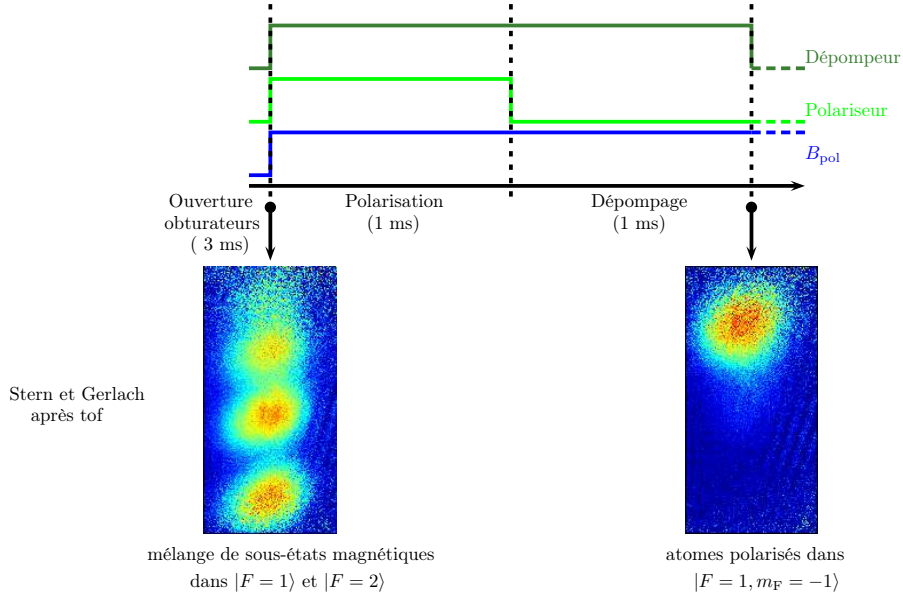 Dépompeur
Polariseur
B_pol
Ouverture
obturateurs
( 3 ms)
Polarisation
(1 ms)
Dépompage
(1 ms)
Stern et Gerlach
après tof
mélange de sous-états magnétiques
dans |F = 1⟩ et |F = 2⟩
atomes polarisés dans
|F = 1, m_F = −1⟩